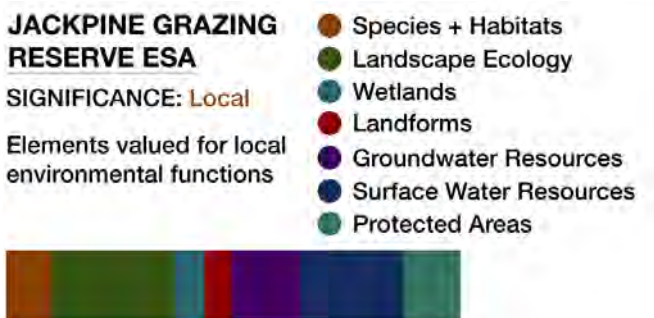 JACKPINE GRAZING
RESERVE ESA
SIGNIFICANCE: Local
Elements valued for local
environmental functions
Species + Habitats
Landscape Ecology
Wetlands
Landforms
Groundwater Resources
Surface Water Resources
Protected Areas